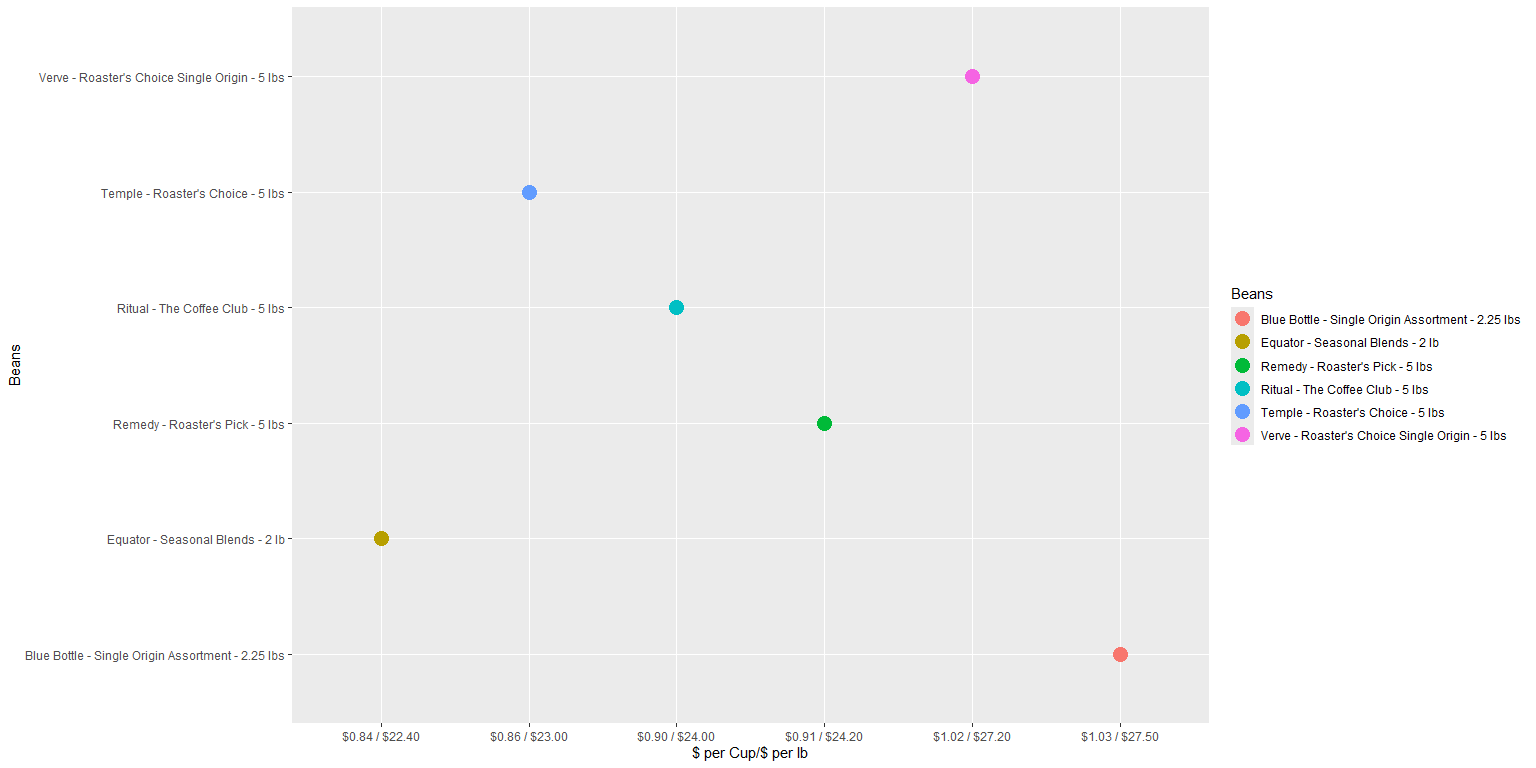 Verve - Roaster's Choice Single Origin - 5 lbs
Temple - Roaster's Choice - 5 lbs
Ritual - The Coffee Club - 5 lbs
Remedy - Roaster's Pick - 5 lbs
Equator - Seasonal Blends - 2 lb
Blue Bottle - Single Origin Assortment - 2.25 lbs
Beans
$0.84 / $22.40
$0.86 / $23.00
$0.90 / $24.00
$0.91 / $24.20
$1.02 / $27.20
$1.03 / $27.50
$ per Cup/$ per lb
Beans
Blue Bottle - Single Origin Assortment - 2.25 lbs
Equator - Seasonal Blends - 2 lb
Remedy - Roaster's Pick - 5 lbs
Ritual - The Coffee Club - 5 lbs
Temple - Roaster's Choice - 5 lbs
Verve - Roaster's Choice Single Origin - 5 lbs